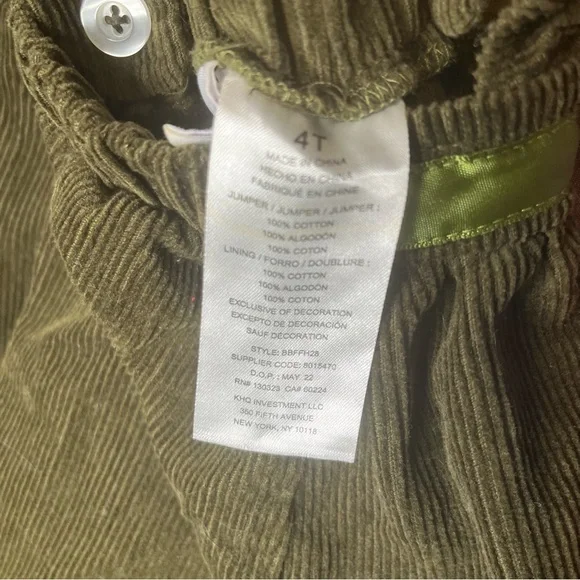 4T
MADE IN CHINA
HECHO EN CHINA
FABRIQUÉ EN CHINE
JUMPER / JUMPER / JUMPER :
100% COTTON
100% ALGODÓN
100% COTON
LINING / FORRO / DOUBLURE :
100% COTTON
100% ALGODÓN
100% COTON
EXCLUSIVE OF DECORATION
EXCEPTO DE DECORACIÓN
SAUF DÉCORATION
STYLE: BBFFH28
SUPPLIER CODE: 8015470
D.O.P. : MAY 22
RN# 130323 CA# 60224
KHQ INVESTMENT LLC
350 FIFTH AVENUE
NEW YORK, NY 10118